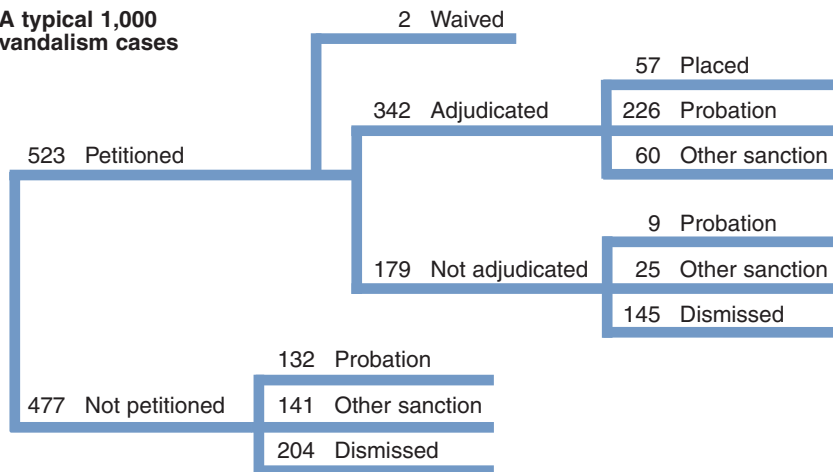 A typical 1,000
vandalism cases
2 Waived
57 Placed
342 Adjudicated
226 Probation
523 Petitioned
60 Other sanction
9 Probation
179 Not adjudicated
25 Other sanction
145 Dismissed
132 Probation
477 Not petitioned
141 Other sanction
204 Dismissed